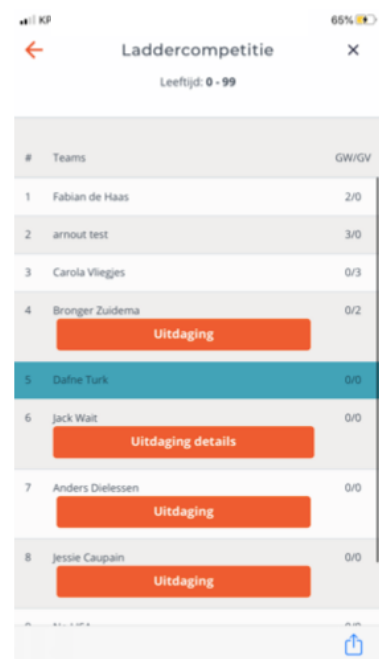 KP
65%
Laddercompetitie
Leeftijd: 0 - 99
# Teams GW/GV
1 Fabian de Haas 2/0
2 arnout test 3/0
3 Carola Vliegjes 0/3
4 Bronger Zuidema 0/2
Uitdaging
5 Dafne Turk 0/0
6 Jack Wait 0/0
Uitdaging details
7 Anders Dielessen 0/0
Uitdaging
8 Jessie Caupain 0/0
Uitdaging